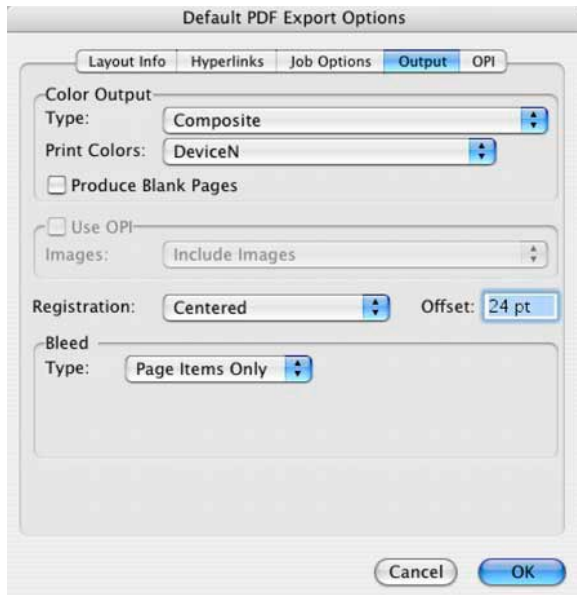 Default PDF Export Options
Layout Info Hyperlinks Job Options Output OPI
Color Output
Type: Composite
Print Colors: DeviceN
Produce Blank Pages
Use OPI
Images: Include Images
Registration: Centered Offset: 24 pt
Bleed
Type: Page Items Only
Cancel OK